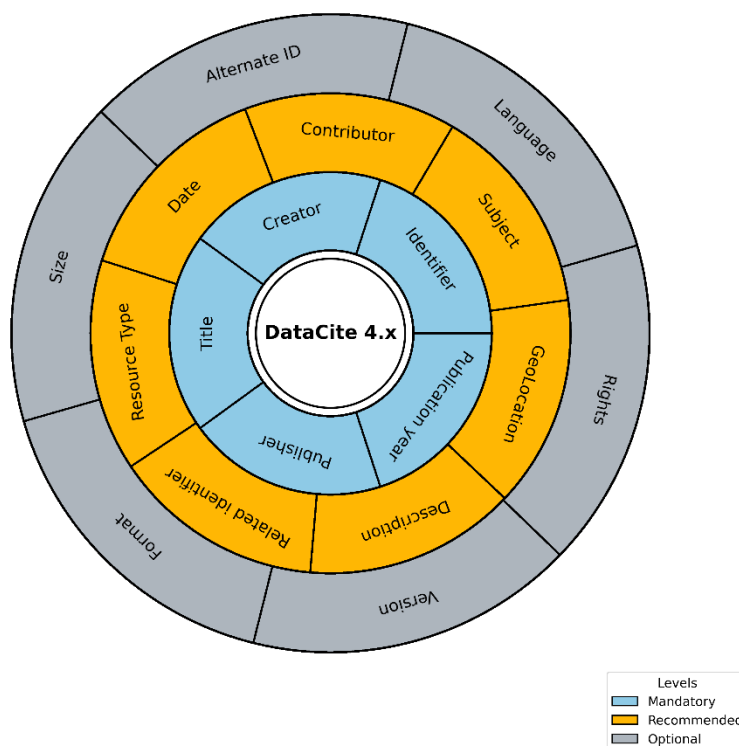 Alternate ID
Language
Contributor
Date
Subject
Creator
Identifier
Size
Title
DataCite 4.x
Resource Type
GeoLocation
Rights
Publication year
Publisher
Related Identifier
Description
Format
Version
Levels
Mandatory
Recommended
Optional